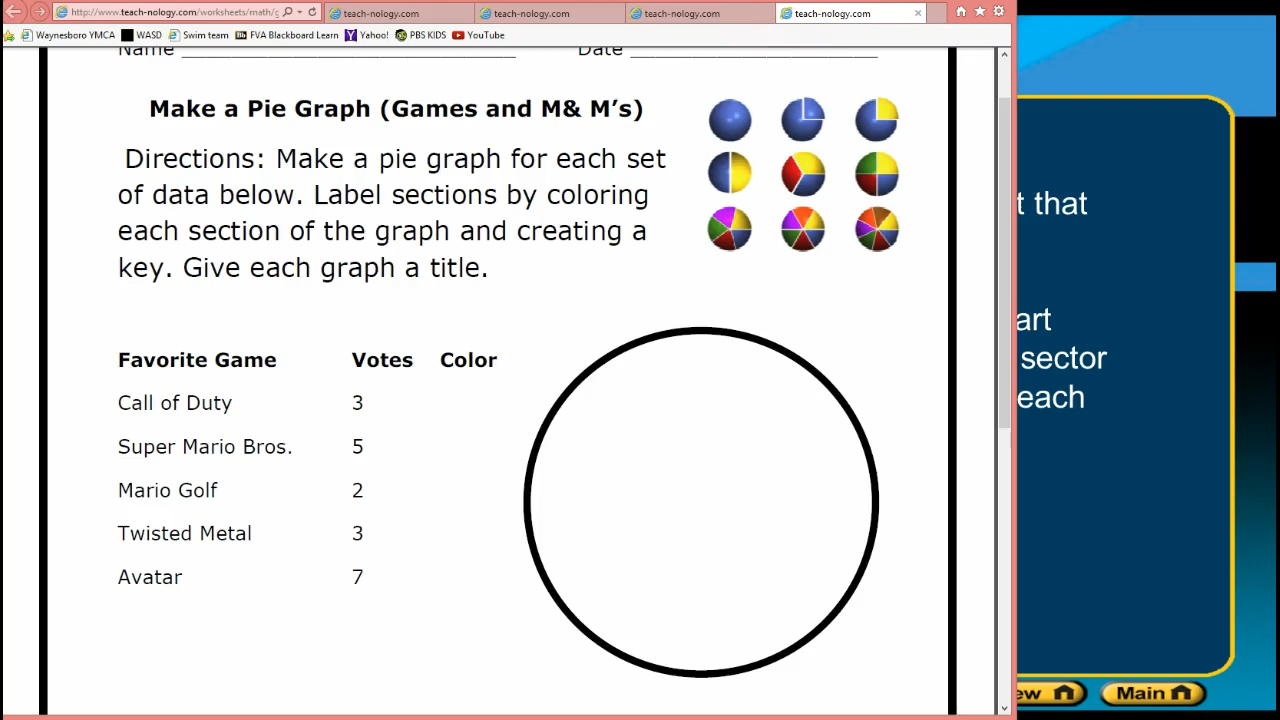 http://www.teach-nology.com/worksheets/math/g
teach-nology.com
teach-nology.com
teach-nology.com
teach-nology.com
Waynesboro YMCA
WASD
Swim team
Bb FVA Blackboard Learn
Yahoo!
PBS KIDS
YouTube
Name Date
Make a Pie Graph (Games and M& M's)
Directions: Make a pie graph for each set
of data below. Label sections by coloring
each section of the graph and creating a
key. Give each graph a title.
Favorite Game Votes Color
Call of Duty 3
Super Mario Bros. 5
Mario Golf 2
Twisted Metal 3
Avatar 7
t that
art
sector
each
ew
Main